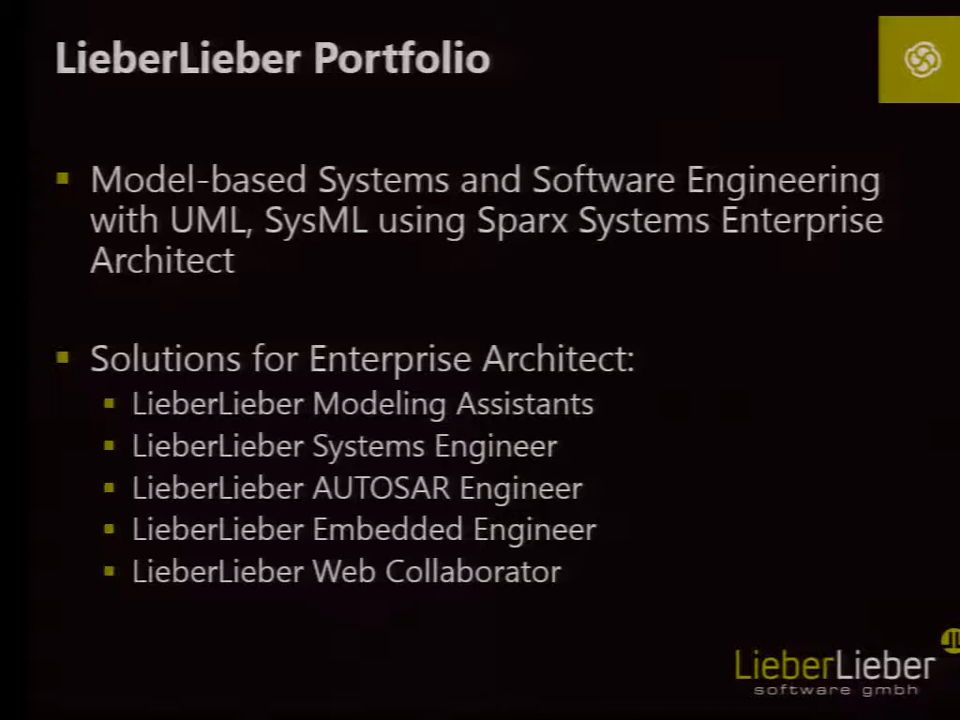 LieberLieber Portfolio
Model-based Systems and Software Engineering
with UML, SysML using Sparx Systems Enterprise
Architect
Solutions for Enterprise Architect:
LieberLieber Modeling Assistants
LieberLieber Systems Engineer
LieberLieber AUTOSAR Engineer
LieberLieber Embedded Engineer
LieberLieber Web Collaborator
LieberLieber
software gmbh